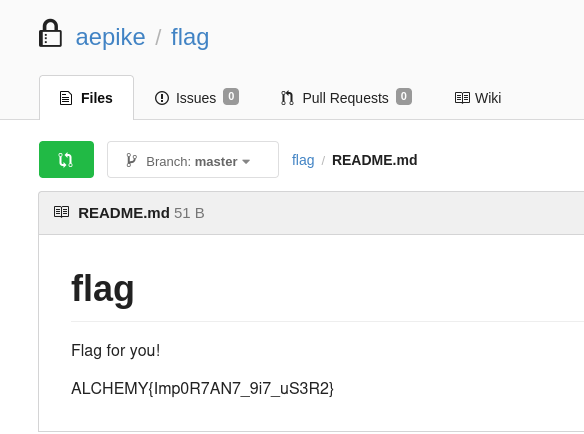 aepike / flag
Files Issues 0 Pull Requests 0 Wiki
Branch: master flag / README.md
README.md 51 B
flag
Flag for you!
ALCHEMY{Imp0R7AN7_9i7_uS3R2}